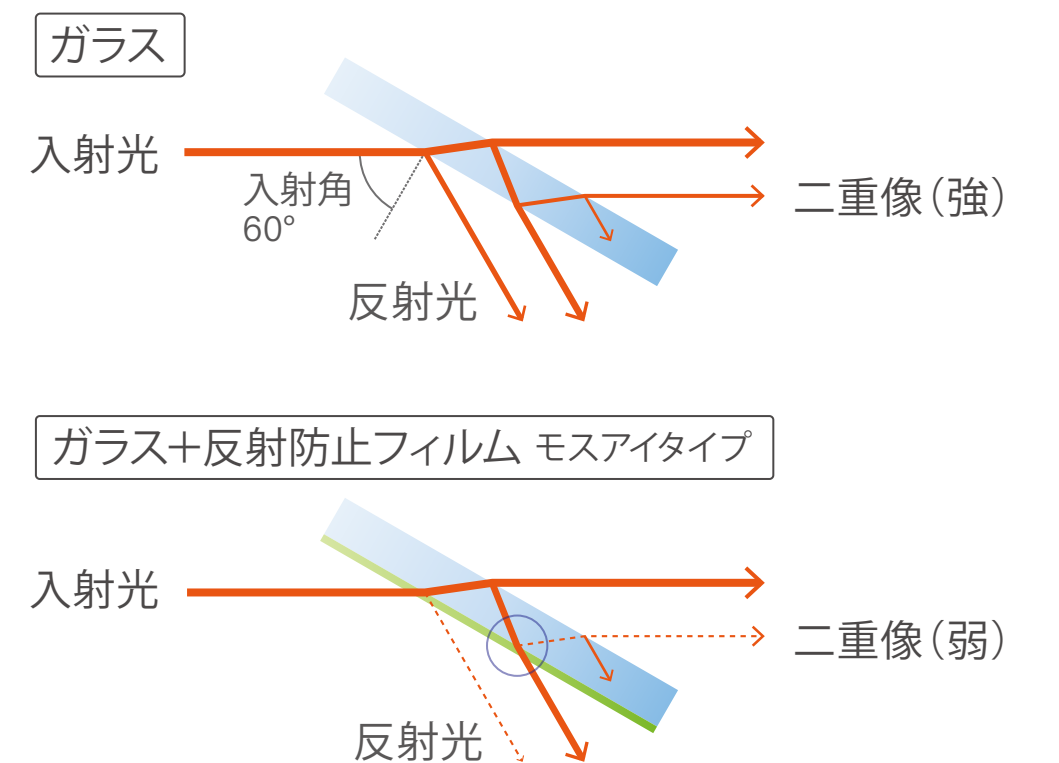 ガラス
入射光
入射角
60°
二重像（強）
反射光
ガラス＋反射防止フィルム モスアイタイプ
入射光
二重像（弱）
反射光